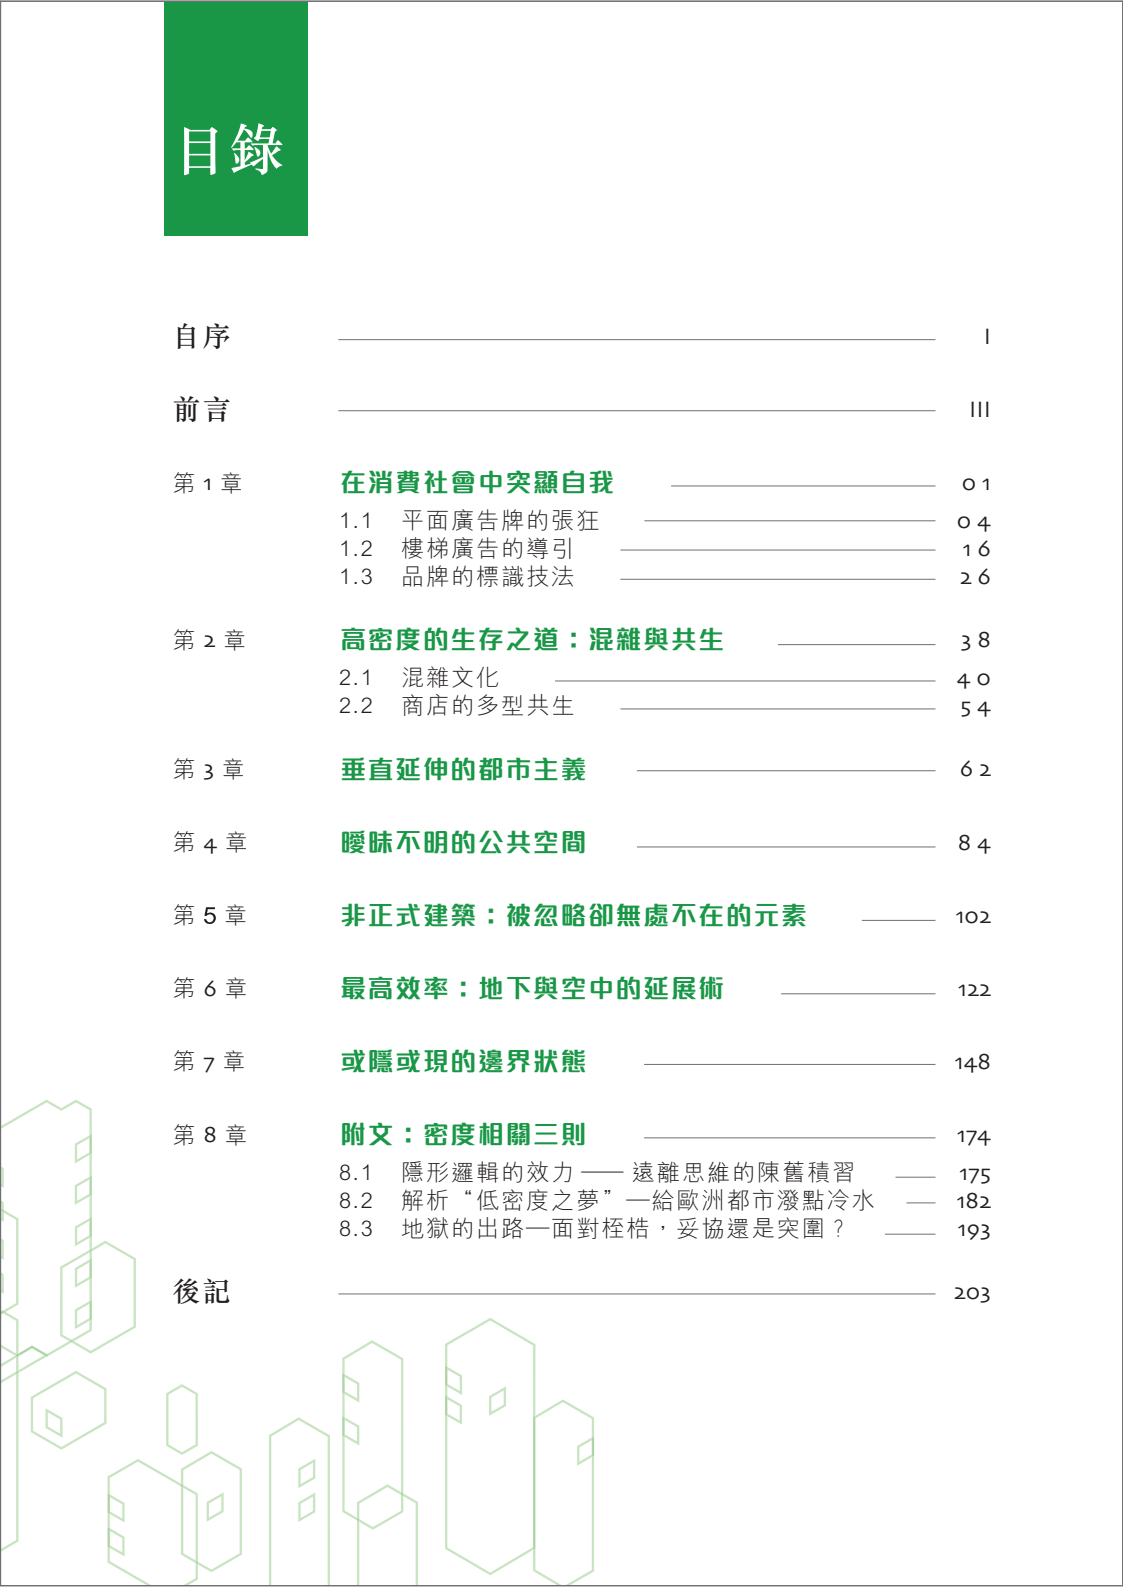 目錄
自序 I
前言 III
第 1 章 在消費社會中突顯自我 01
1.1 平面廣告牌的張狂 04
1.2 樓梯廣告的導引 16
1.3 品牌的標識技法 26
第 2 章 高密度的生存之道：混雜與共生 38
2.1 混雜文化 40
2.2 商店的多型共生 54
第 3 章 垂直延伸的都市主義 62
第 4 章 曖昧不明的公共空間 84
第 5 章 非正式建築：被忽略卻無處不在的元素 102
第 6 章 最高效率：地下與空中的延展術 122
第 7 章 或隱或現的邊界狀態 148
第 8 章 附文：密度相關三則 174
8.1 隱形邏輯的效力 —— 遠離思維的陳舊積習 175
8.2 解析“低密度之夢”—給歐洲都市潑點冷水 182
8.3 地獄的出路—面對桎梏，妥協還是突圍？ 193
後記 203